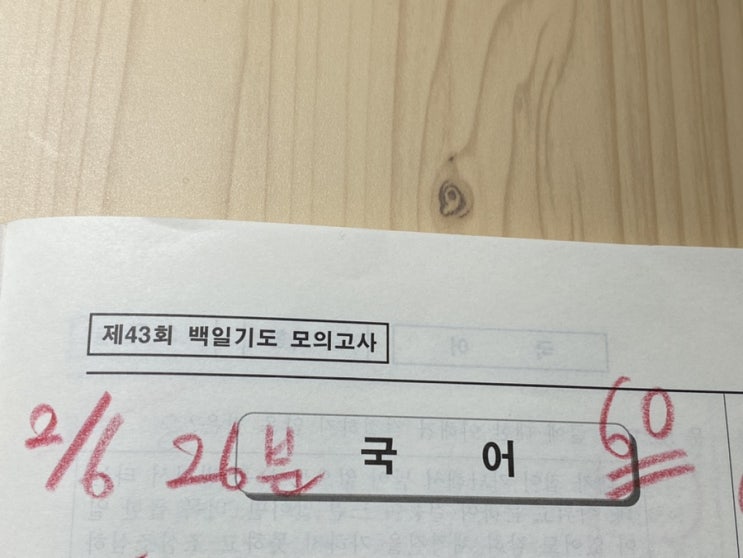 제43회 백일기도 모의고사
2/6 26분 국 어 60